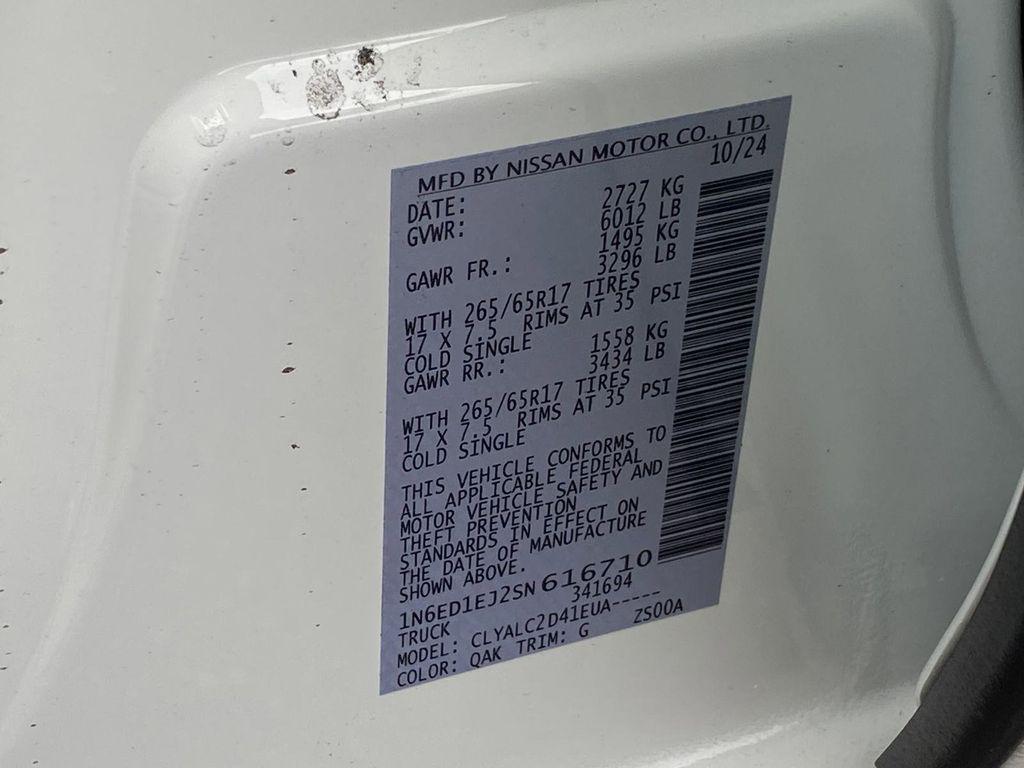 MFD BY NISSAN MOTOR CO., LTD.
DATE: 10/24
GVWR: 2727 KG
6012 LB
GAWR FR.: 1495 KG
3296 LB
WITH 265/65R17 TIRES
17 X 7.5 RIMS AT 35 PSI
COLD SINGLE
GAWR RR.: 1558 KG
3434 LB
WITH 265/65R17 TIRES
17 X 7.5 RIMS AT 35 PSI
COLD SINGLE
THIS VEHICLE CONFORMS TO
ALL APPLICABLE FEDERAL
MOTOR VEHICLE SAFETY AND
THEFT PREVENTION
STANDARDS IN EFFECT ON
THE DATE OF MANUFACTURE
SHOWN ABOVE.
1N6ED1EJ2SN616710
TRUCK 341694
MODEL: CLYALC2D41EUA-----
COLOR: QAK TRIM: G ZS00A